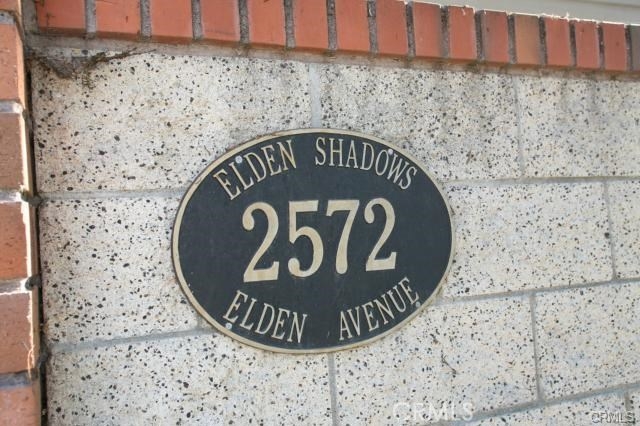 ELDEN SHADOWS
2572
ELDEN AVENUE
CRMLS
CRMLS